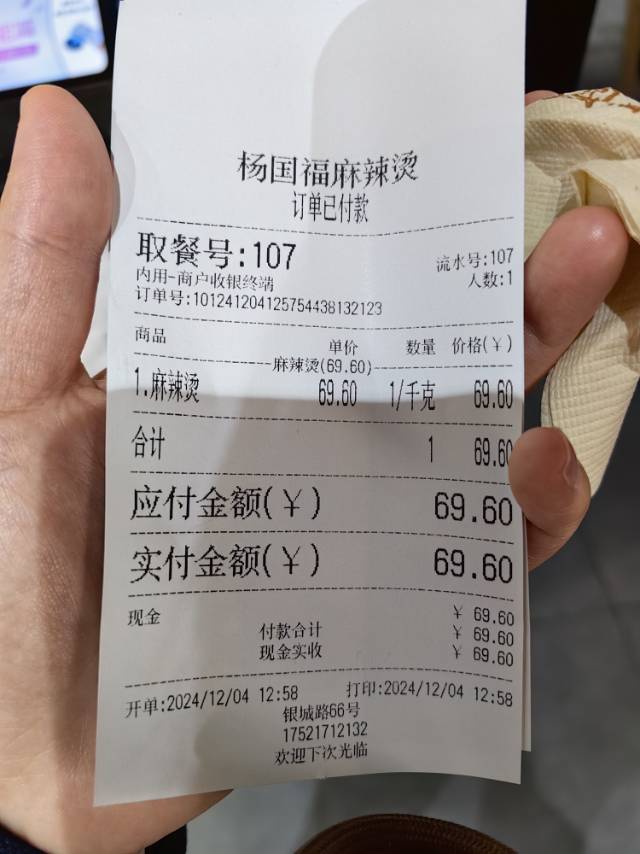 杨国福麻辣烫
订单已付款
取餐号:107
流水号:107
内用-商户收银终端
人数:1
订单号:101241204125754438132123
商品 单价 数量 价格(¥)
麻辣烫(69.60)
1.麻辣烫 69.60 1/千克 69.60
合计 1 69.60
应付金额(¥) 69.60
实付金额(¥) 69.60
现金 ¥ 69.60
付款合计 ¥ 69.60
现金实收 ¥ 69.60
开单:2024/12/04 12:58 打印:2024/12/04 12:58
银城路66号
17521712132
欢迎下次光临